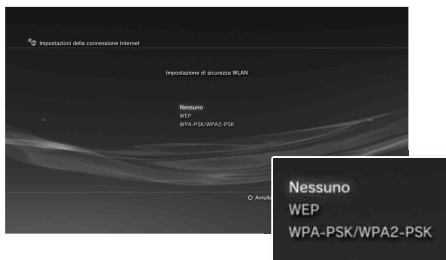 Impostazioni della connessione Internet
Impostazione di sicurezza WLAN
Nessuno
WEP
WPA-PSK/WPA2-PSK
Annulla
Nessuno
WEP
WPA-PSK/WPA2-PSK